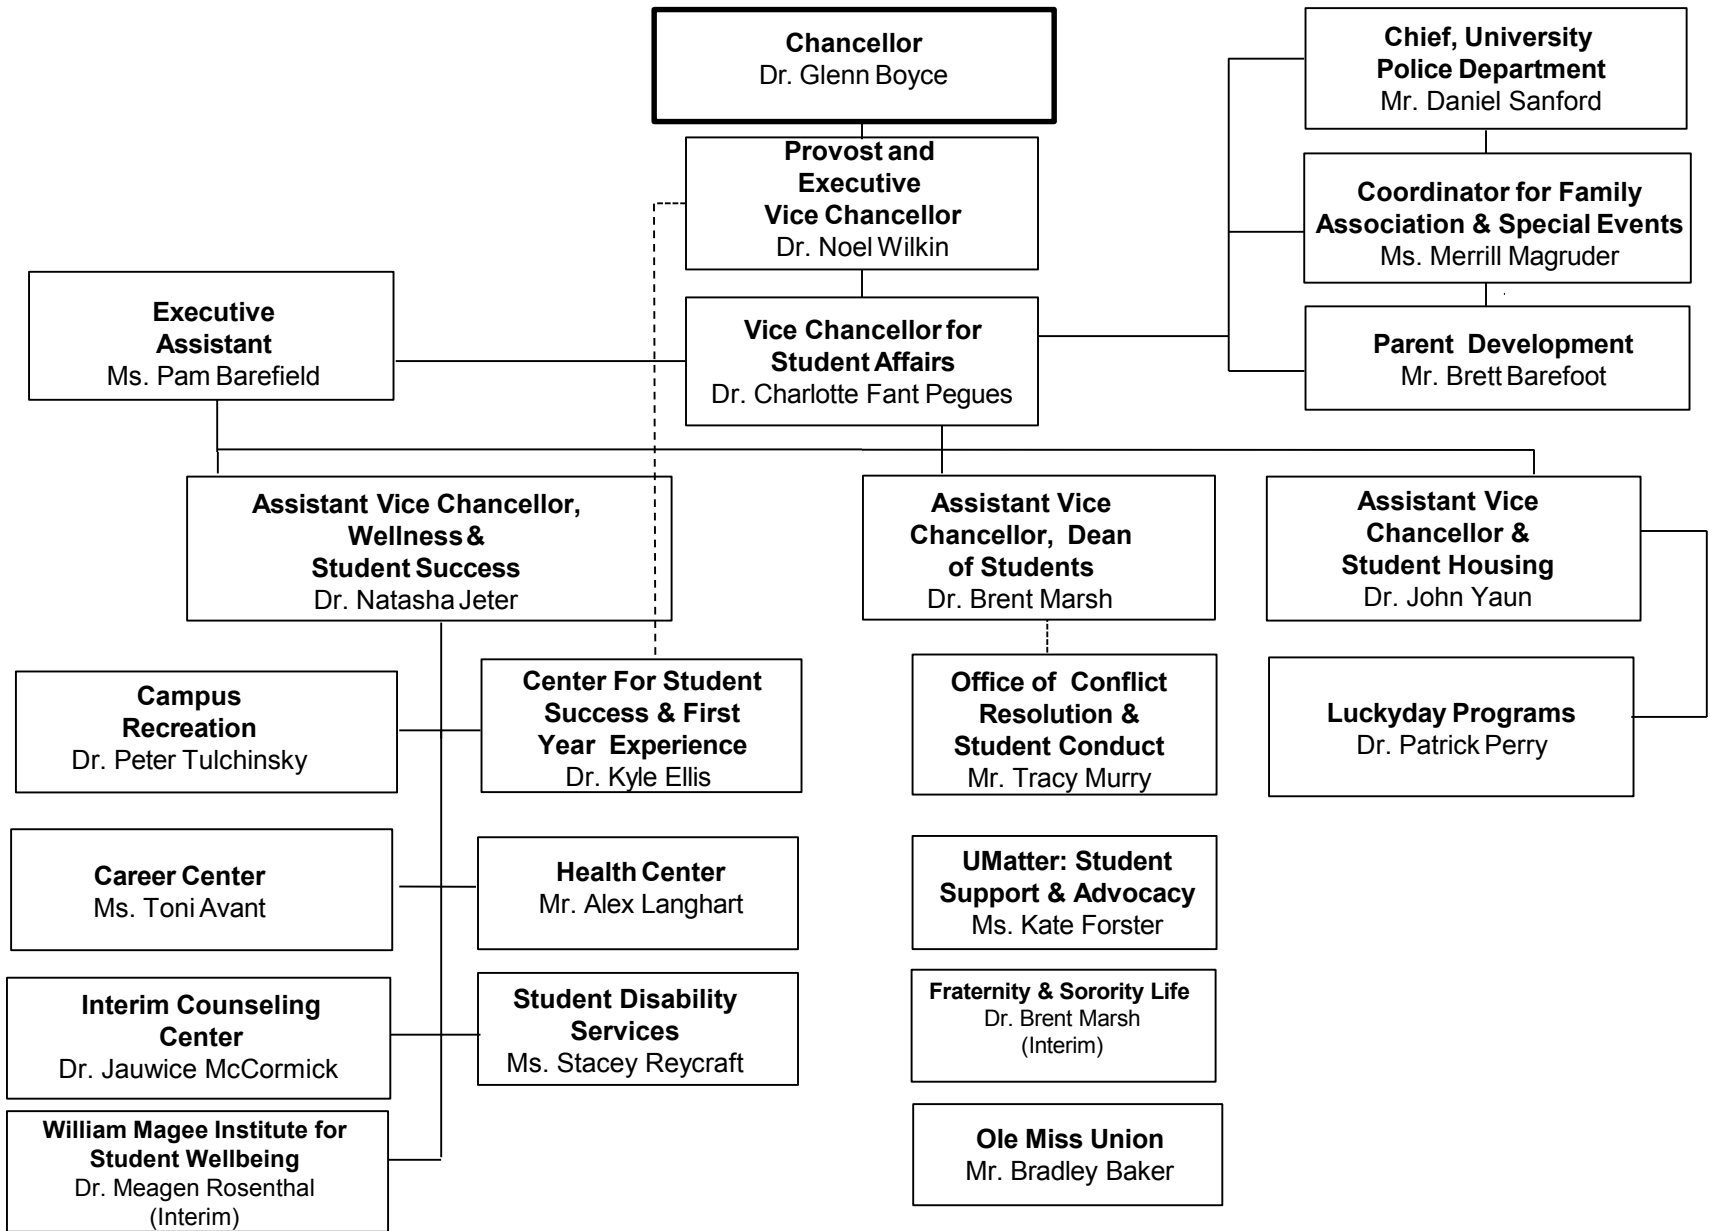 Chancellor
Dr. Glenn Boyce
Chief, University
Police Department
Mr. Daniel Sanford
Provost and
Executive
Vice Chancellor
Dr. Noel Wilkin
Coordinator for Family
Association & Special Events
Ms. Merrill Magruder
Executive
Assistant
Ms. Pam Barefield
Vice Chancellor for
Student Affairs
Dr. Charlotte Fant Pegues
Parent Development
Mr. Brett Barefoot
Assistant Vice Chancellor,
Wellness &
Student Success
Dr. Natasha Jeter
Assistant Vice
Chancellor, Dean
of Students
Dr. Brent Marsh
Assistant Vice
Chancellor &
Student Housing
Dr. John Yaun
Campus
Recreation
Dr. Peter Tulchinsky
Center For Student
Success & First
Year Experience
Dr. Kyle Ellis
Office of Conflict
Resolution &
Student Conduct
Mr. Tracy Murry
Luckyday Programs
Dr. Patrick Perry
Career Center
Ms. Toni Avant
Health Center
Mr. Alex Langhart
UMatter: Student
Support & Advocacy
Ms. Kate Forster
Interim Counseling
Center
Dr. Jauwice McCormick
Student Disability
Services
Ms. Stacey Reycraft
Fraternity & Sorority Life
Dr. Brent Marsh
(Interim)
William Magee Institute for
Student Wellbeing
Dr. Meagen Rosenthal
(Interim)
Ole Miss Union
Mr. Bradley Baker